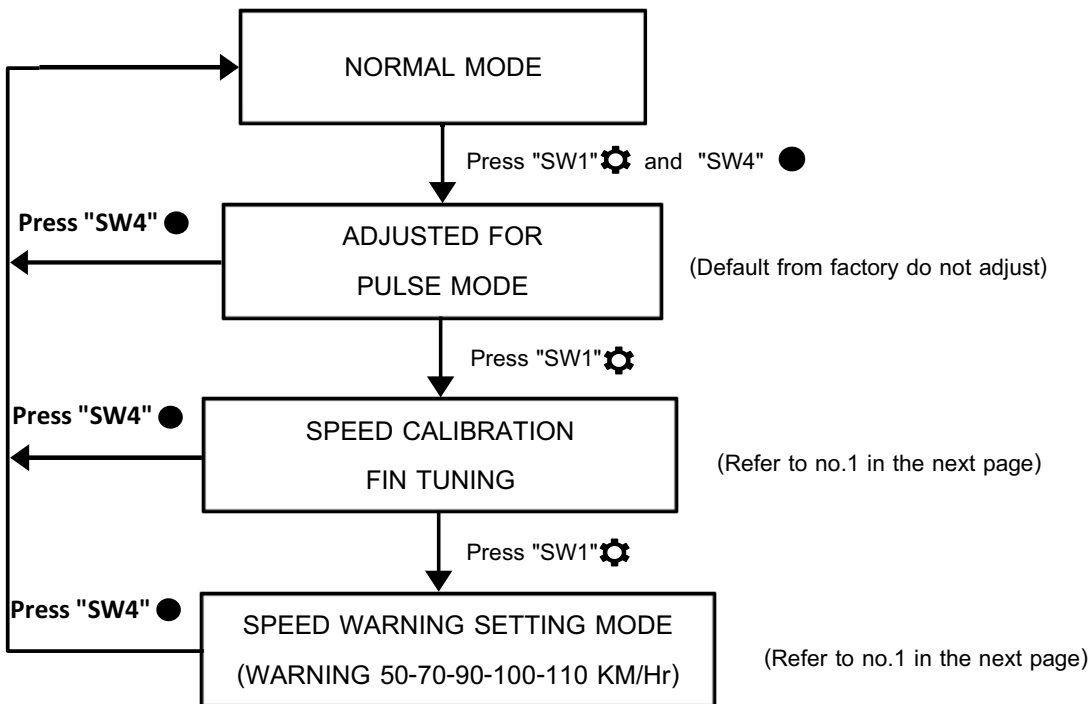 NORMAL MODE
Press "SW1" and "SW4"
Press "SW4"
ADJUSTED FOR
PULSE MODE
(Default from factory do not adjust)
Press "SW1"
Press "SW4"
SPEED CALIBRATION
FIN TUNING
(Refer to no.1 in the next page)
Press "SW1"
Press "SW4"
SPEED WARNING SETTING MODE
(WARNING 50-70-90-100-110 KM/Hr)
(Refer to no.1 in the next page)